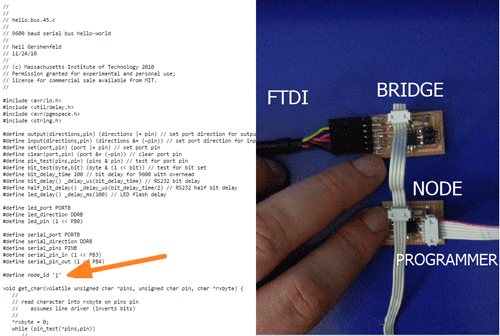 //
//
// hello.bus.45.c
//
// 9600 baud serial bus hello-world
//
// Neil Gershenfeld
// 11/24/10
//
// (c) Massachusetts Institute of Technology 2010
// Permission granted for experimental and personal use;
// license for commercial sale available from MIT.
//
#include <avr/io.h>
#include <util/delay.h>
#include <avr/pgmspace.h>
#include <string.h>
#define output(directions,pin) (directions |= pin) // set port direction for outpu
#define input(directions,pin) (directions &= (~pin)) // set port direction for inpu
#define set(port,pin) (port |= pin) // set port pin
#define clear(port,pin) (port &= (~pin)) // clear port pin
#define pin_test(pins,pin) (pins & pin) // test for port pin
#define bit_test(byte,bit) (byte & (1 << bit)) // test for bit set
#define bit_delay_time 100 // bit delay for 9600 with overhead
#define bit_delay() _delay_us(bit_delay_time) // RS232 bit delay
#define half_bit_delay() _delay_us(bit_delay_time/2) // RS232 half bit delay
#define led_delay() _delay_ms(100) // LED flash delay
#define led_port PORTB
#define led_direction DDRB
#define led_pin (1 << PB0)
#define serial_port PORTB
#define serial_direction DDRB
#define serial_pins PINB
#define serial_pin_in (1 << PB3)
#define serial_pin_out (1 << PB4)
#define node_id '1'
void get_char(volatile unsigned char *pins, unsigned char pin, char *rxbyte) {
//
// read character into rxbyte on pins pin
// assumes line driver (inverts bits)
//
*rxbyte = 0;
while (pin_test(*pins,pin))
FTDI
BRIDGE
NODE
PROGRAMMER